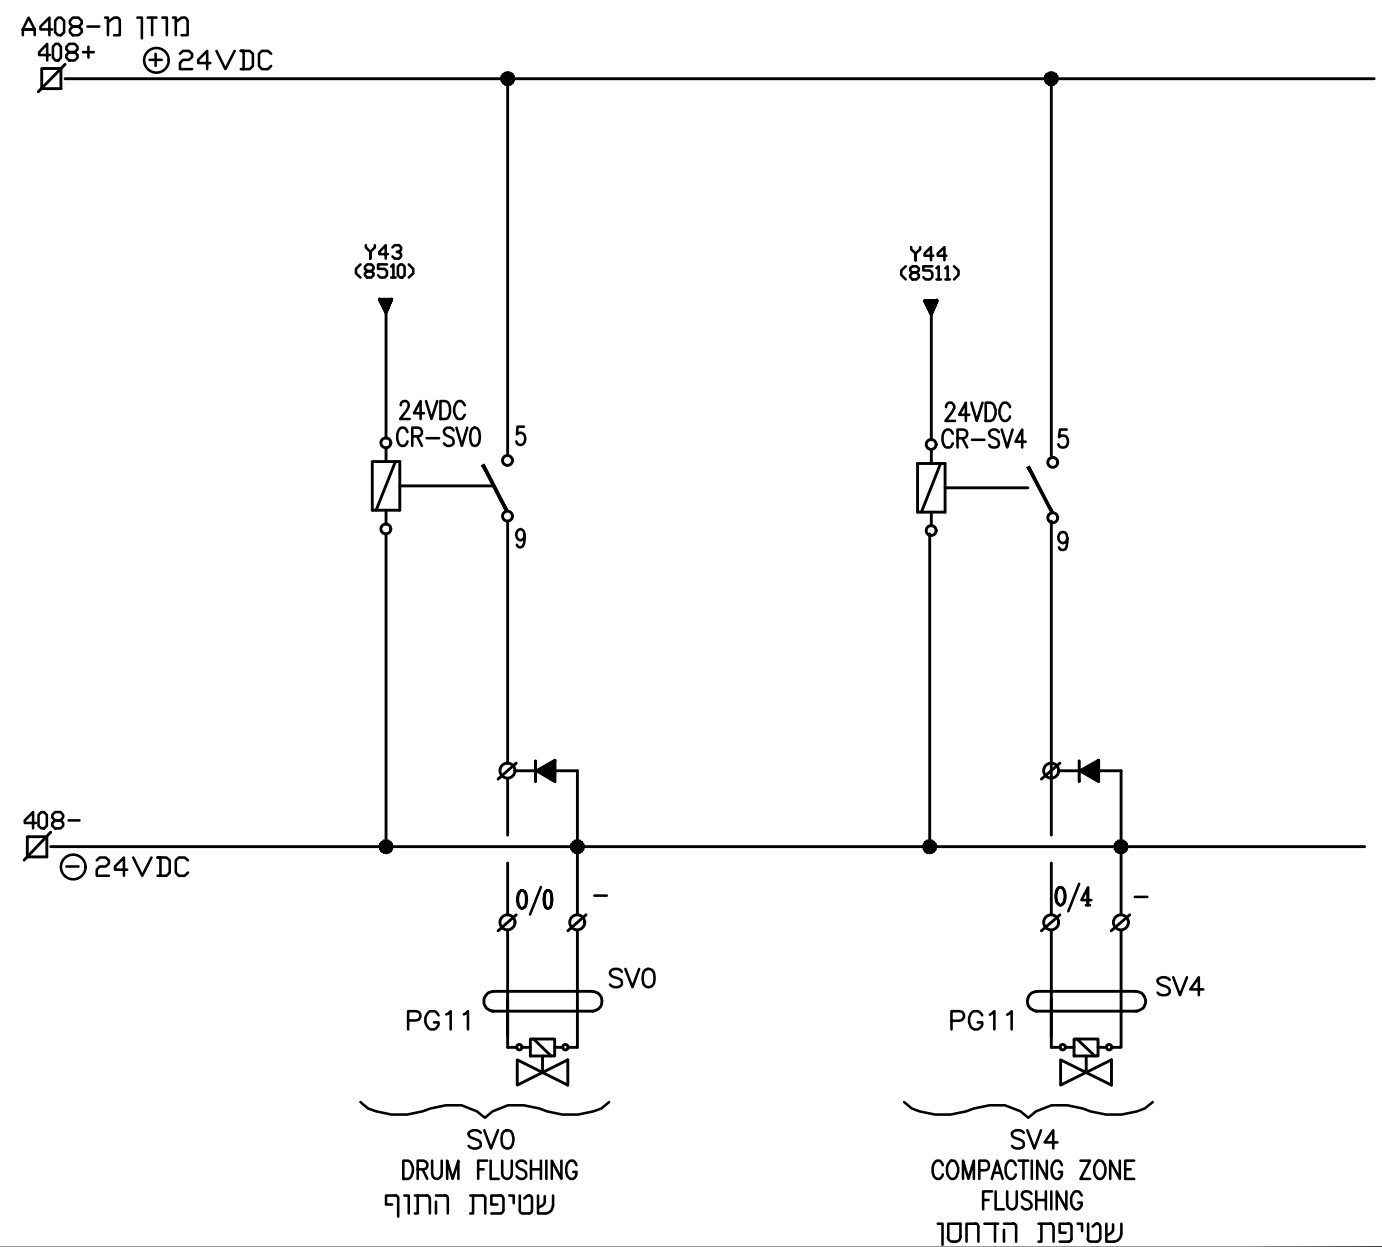 מוזן מ-A408
408+
⊕ 24VDC
Y43
(8510)
Y44
(8511)
24VDC
CR-SV0
5
9
24VDC
CR-SV4
5
9
408-
⊖ 24VDC
0/0
-
0/4
-
SV0
PG11
SV4
PG11
SV0
DRUM FLUSHING
שטיפת התוף
SV4
COMPACTING ZONE
FLUSHING
שטיפת הדחסן